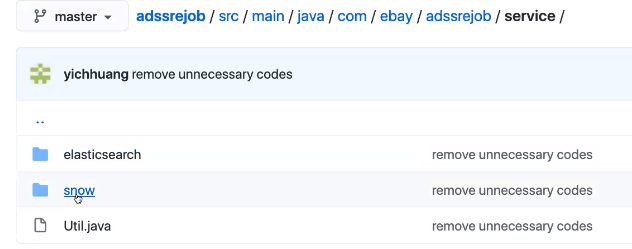 master adssrejob / src / main / java / com / ebay / adssrejob / service /
yichhuang remove unnecessary codes
..
elasticsearch remove unnecessary codes
snow remove unnecessary codes
Util.java remove unnecessary codes